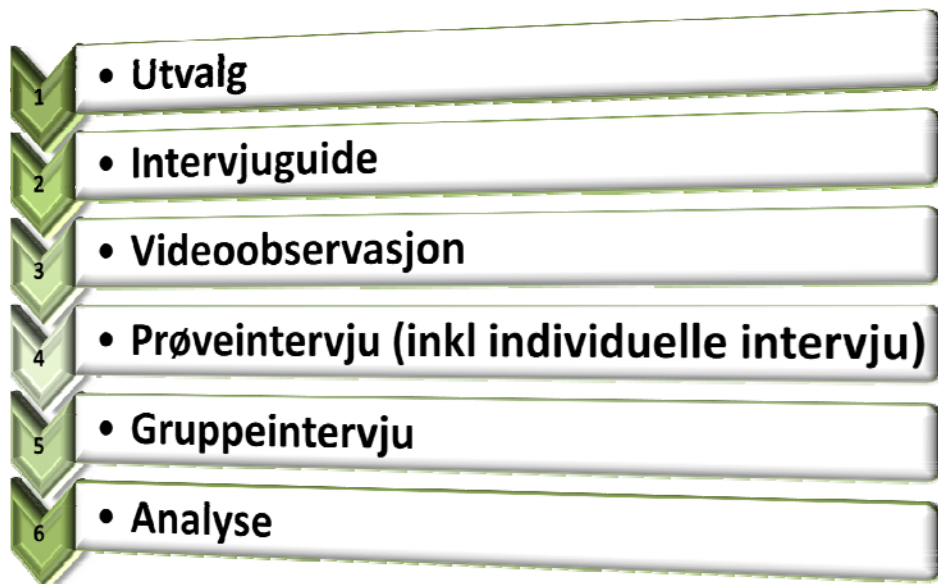 1 • Utvalg
2 • Intervjuguide
3 • Videoobservasjon
4 • Prøveintervju (inkl individuelle intervju)
5 • Gruppeintervju
6 • Analyse